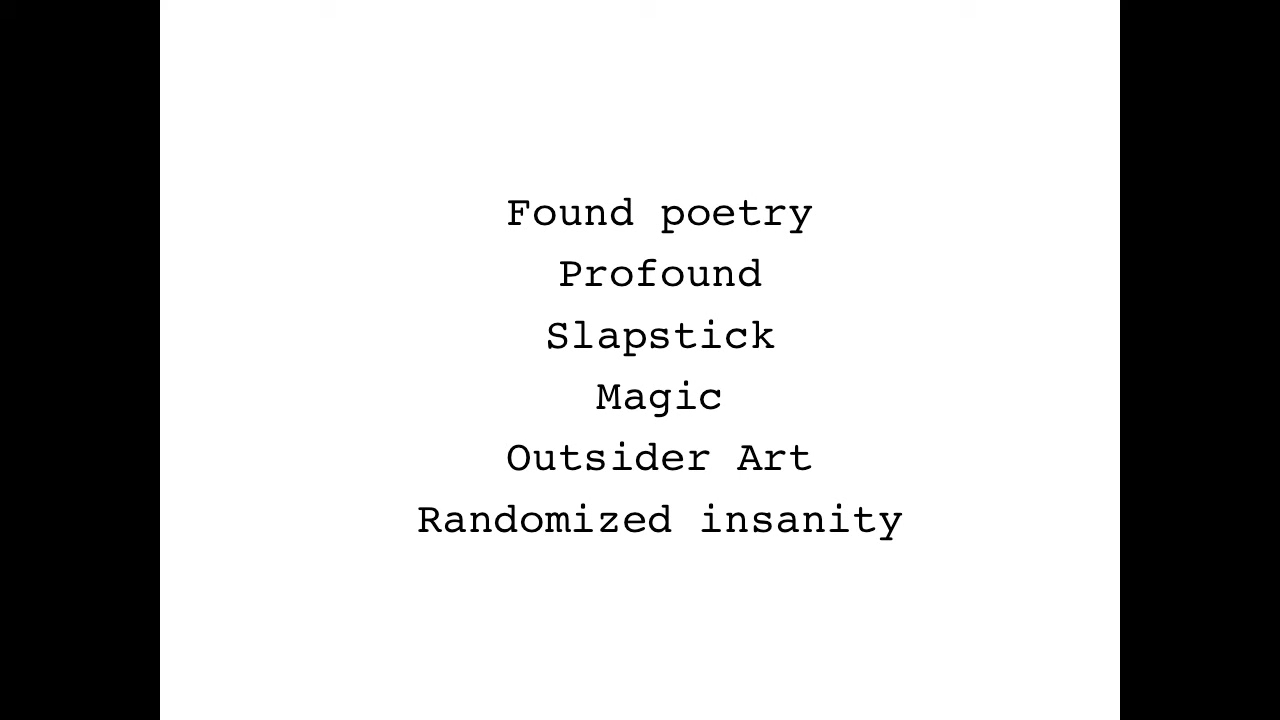 Found poetry
Profound
Slapstick
Magic
Outsider Art
Randomized insanity